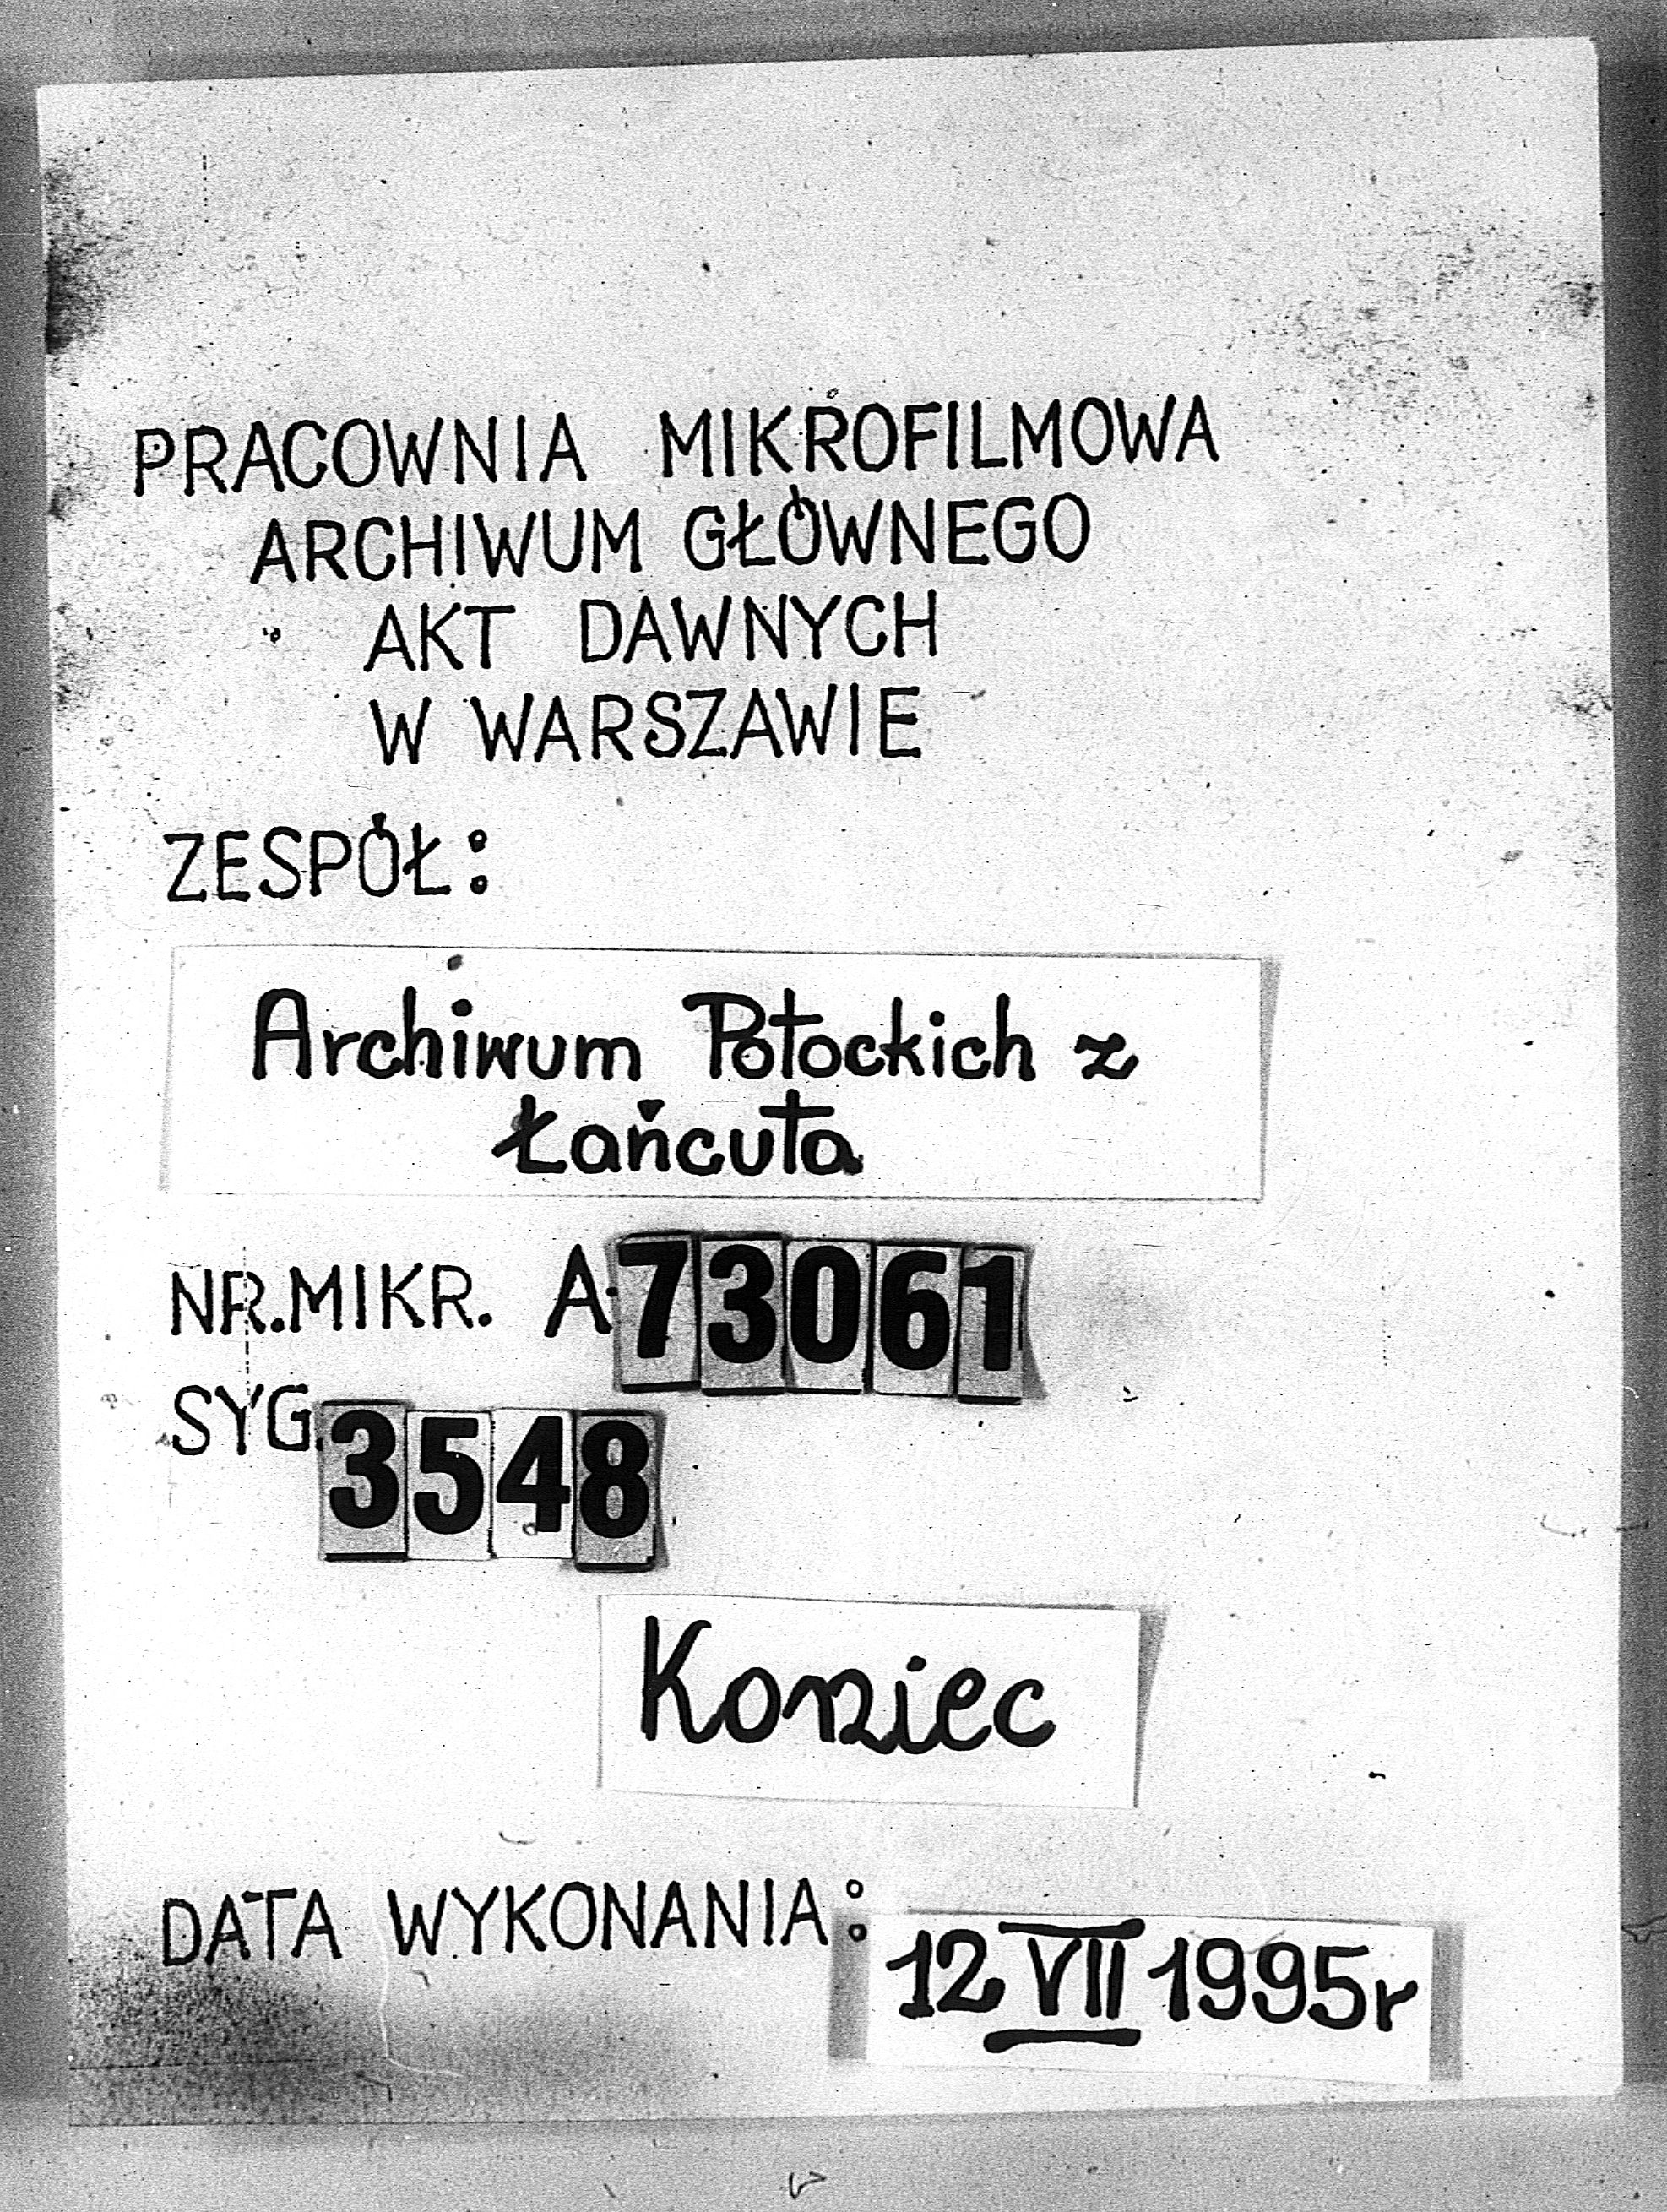 PRACOWNIA MIKROFILMOWA
ARCHIWUM GŁÓWNEGO
AKT DAWNYCH
W WARSZAWIE
ZESPÓŁ:
Archiwum Potockich z
Łańcuta
NR.MIKR. A 73061
SYG. 3548
Koniec
DATA WYKONANIA: 12 VII 1995r